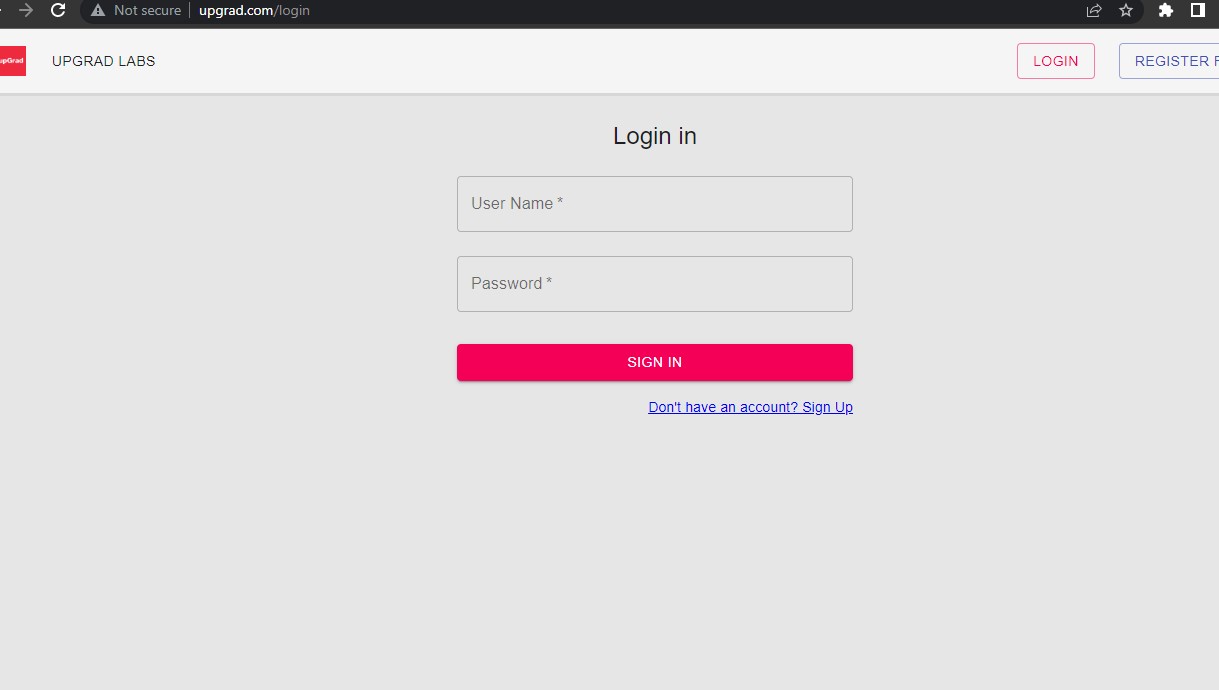 Not secure upgrad.com/login
upGrad UPGRAD LABS LOGIN REGISTER
Login in
User Name *
Password *
SIGN IN
Don't have an account? Sign Up